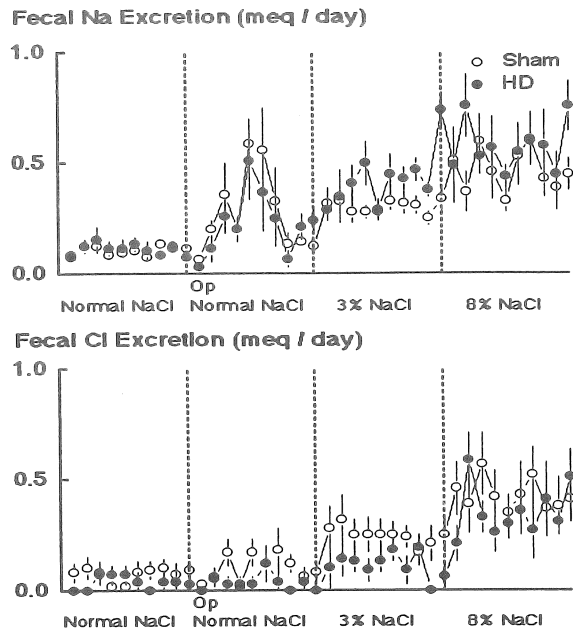 Fecal Na Excretion (meq / day)
1.0
Sham
HD
0.5
0.0
Op
Normal NaCl Normal NaCl 3% NaCl 8% NaCl
Fecal Cl Excretion (meq / day)
1.0
0.5
0.0
Op
Normal NaCl Normal NaCl 3% NaCl 8% NaCl